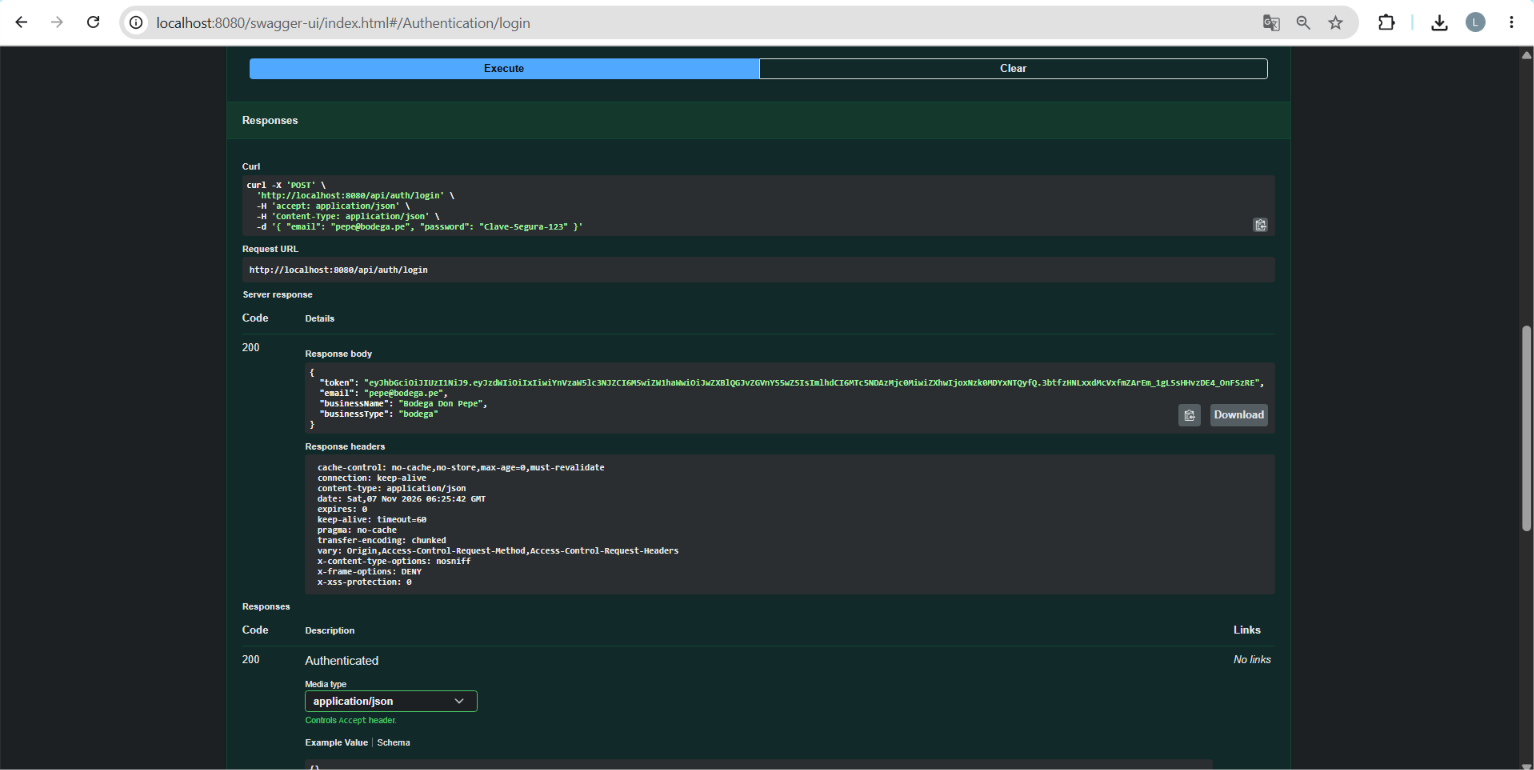 localhost:8080/swagger-ui/index.html#/Authentication/login
L
Execute
Clear
Responses
Curl
curl -X 'POST' \
'http://localhost:8080/api/auth/login' \
-H 'accept: application/json' \
-H 'Content-Type: application/json' \
-d '{ "email": "pepe@bodega.pe", "password": "Clave-Segura-123" }'
Request URL
http://localhost:8080/api/auth/login
Server response
Code
Details
200
Response body
{
"token":
"email": "pepe@bodega.pe",
"businessName": "Bodega Don Pepe",
"businessType": "bodega"
}
Download
Response headers
cache-control: no-cache,no-store,max-age=0,must-revalidate
connection: keep-alive
content-type: application/json
date: Sat,07 Nov 2026 06:25:42 GMT
expires: 0
keep-alive: timeout=60
pragma: no-cache
transfer-encoding: chunked
vary: Origin,Access-Control-Request-Method,Access-Control-Request-Headers
x-content-type-options: nosniff
x-frame-options: DENY
x-xss-protection: 0
Responses
Code
Description
Links
200
Authenticated
No links
Media type
application/json
Controls Accept header.
Example Value
Schema